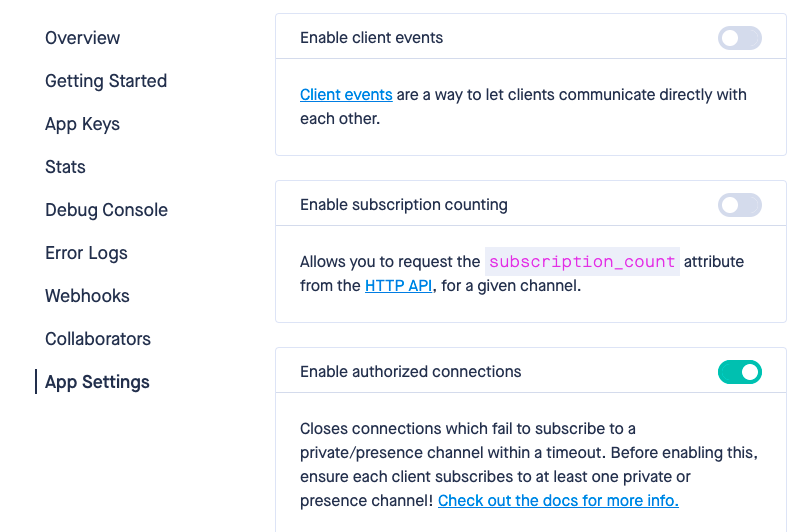 Overview
Getting Started
App Keys
Stats
Debug Console
Error Logs
Webhooks
Collaborators
App Settings
Enable client events
Client events are a way to let clients communicate directly with
each other.
Enable subscription counting
Allows you to request the subscription_count attribute
from the HTTP API, for a given channel.
Enable authorized connections
Closes connections which fail to subscribe to a
private/presence channel within a timeout. Before enabling this,
ensure each client subscribes to at least one private or
presence channel! Check out the docs for more info.